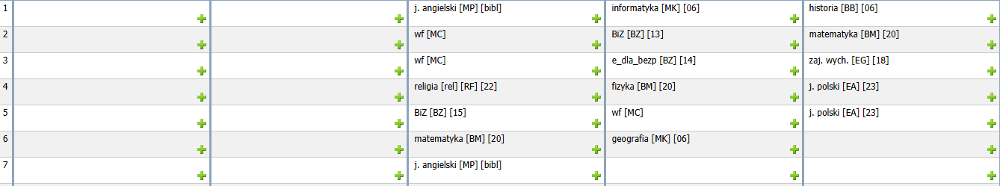 1 j. angielski [MP] [bibl] informatyka [MK] [06] historia [BB] [06]
2 wf [MC] BiZ [BZ] [13] matematyka [BM] [20]
3 wf [MC] e_dla_bezp [BZ] [14] zaj. wych. [EG] [18]
4 religia [rel] [RF] [22] fizyka [BM] [20] j. polski [EA] [23]
5 BiZ [BZ] [15] wf [MC] j. polski [EA] [23]
6 matematyka [BM] [20] geografia [MK] [06]
7 j. angielski [MP] [bibl]